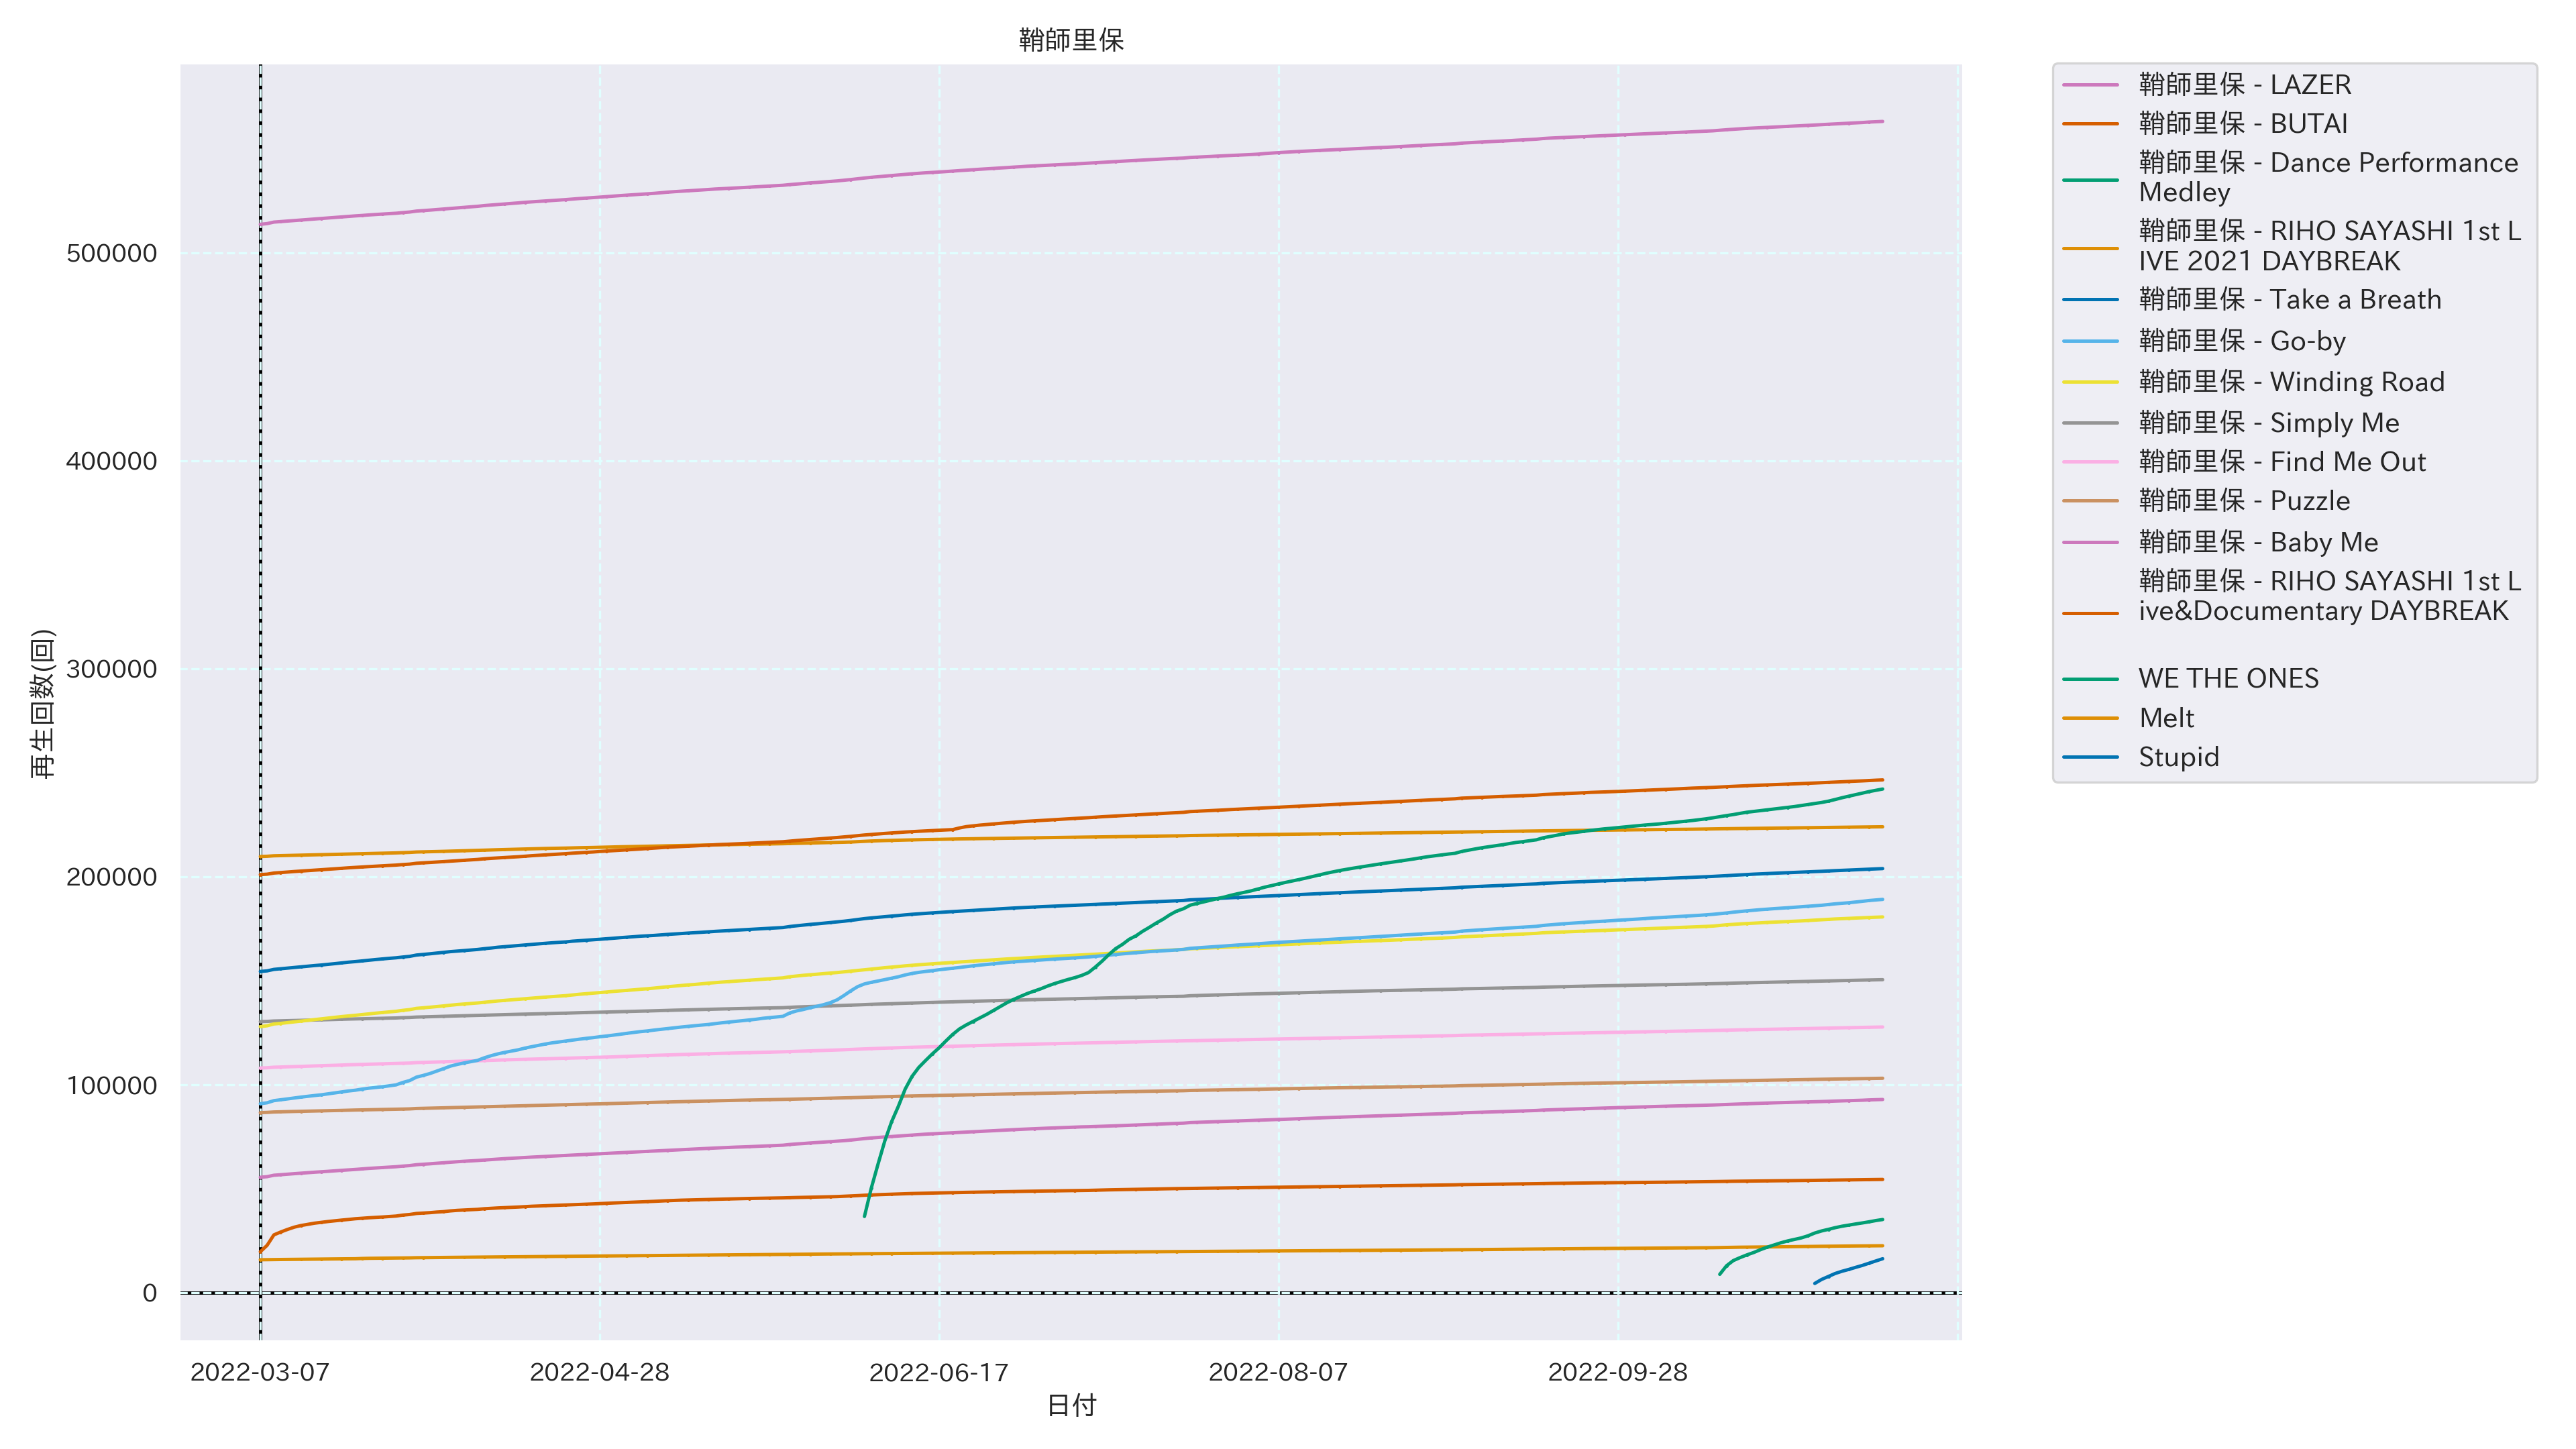 鞘師里保
再生回数(回)
500000
400000
300000
200000
100000
0
2022-03-07
2022-04-28
2022-06-17
2022-08-07
2022-09-28
日付
鞘師里保 - LAZER
鞘師里保 - BUTAI
鞘師里保 - Dance Performance
Medley
鞘師里保 - RIHO SAYASHI 1st L
IVE 2021 DAYBREAK
鞘師里保 - Take a Breath
鞘師里保 - Go-by
鞘師里保 - Winding Road
鞘師里保 - Simply Me
鞘師里保 - Find Me Out
鞘師里保 - Puzzle
鞘師里保 - Baby Me
鞘師里保 - RIHO SAYASHI 1st L
ive&Documentary DAYBREAK
WE THE ONES
Melt
Stupid